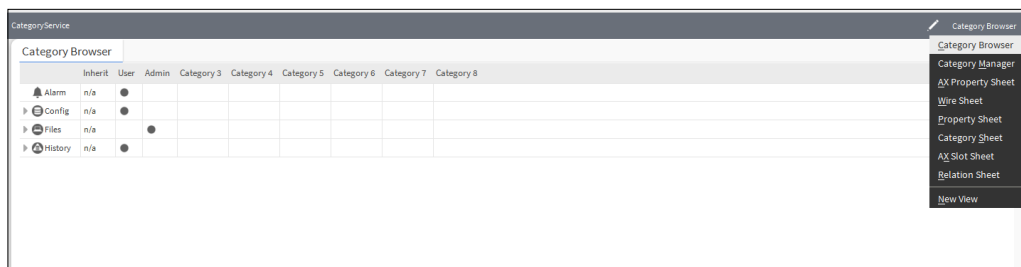 CategoryService
Category Browser
Category Browser
Inherit User Admin Category 3 Category 4 Category 5 Category 6 Category 7 Category 8
Alarm n/a
Config n/a
Files n/a
History n/a
Category Browser
Category Manager
AX Property Sheet
Wire Sheet
Property Sheet
Category Sheet
AX Slot Sheet
Relation Sheet
New View